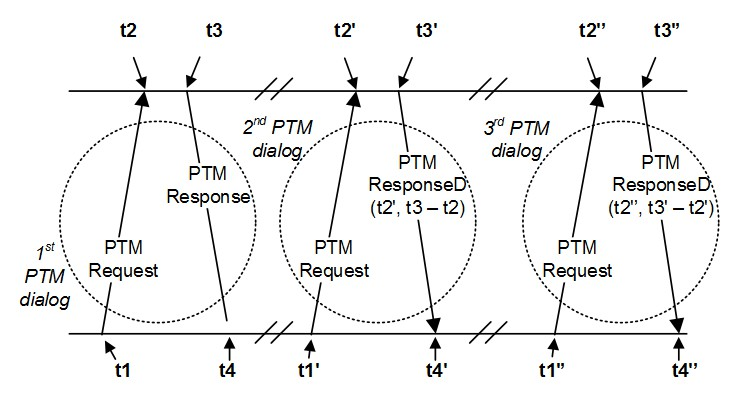 t2 t3 t2' t3' t2’’ t3”
2nd PTM
dialog
3rd PTM
dialog
PTM
Response
PTM
ResponseD
(t2', t3 – t2)
PTM
ResponseD
(t2”, t3' – t2')
1st
PTM
dialog
PTM
Request
PTM
Request
PTM
Request
t1 t4 t1' t4' t1” t4’’